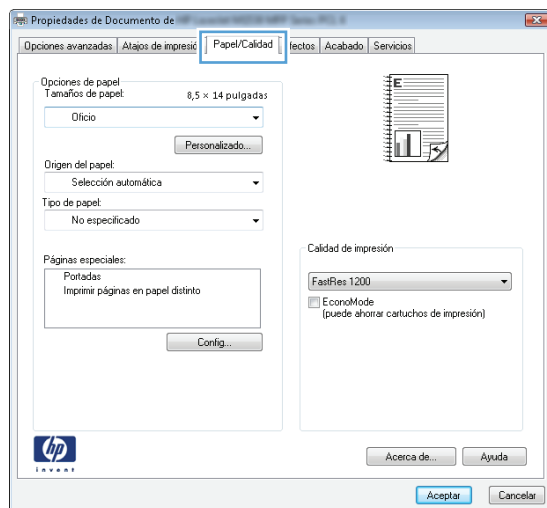 Propiedades de Documento de
Opciones avanzadas
Atajos de impresió
Papel/Calidad
fectos
Acabado
Servicios
Opciones de papel
Tamaños de papel:
8,5 × 14 pulgadas
Oficio
Personalizado...
Origen del papel:
Selección automática
Tipo de papel:
No especificado
Páginas especiales:
Portadas
Imprimir páginas en papel distinto
Config...
E
Calidad de impresión
FastRes 1200
EconoMode
(puede ahorrar cartuchos de impresión)
hp
invent
Acerca de...
Ayuda
Aceptar
Cancelar